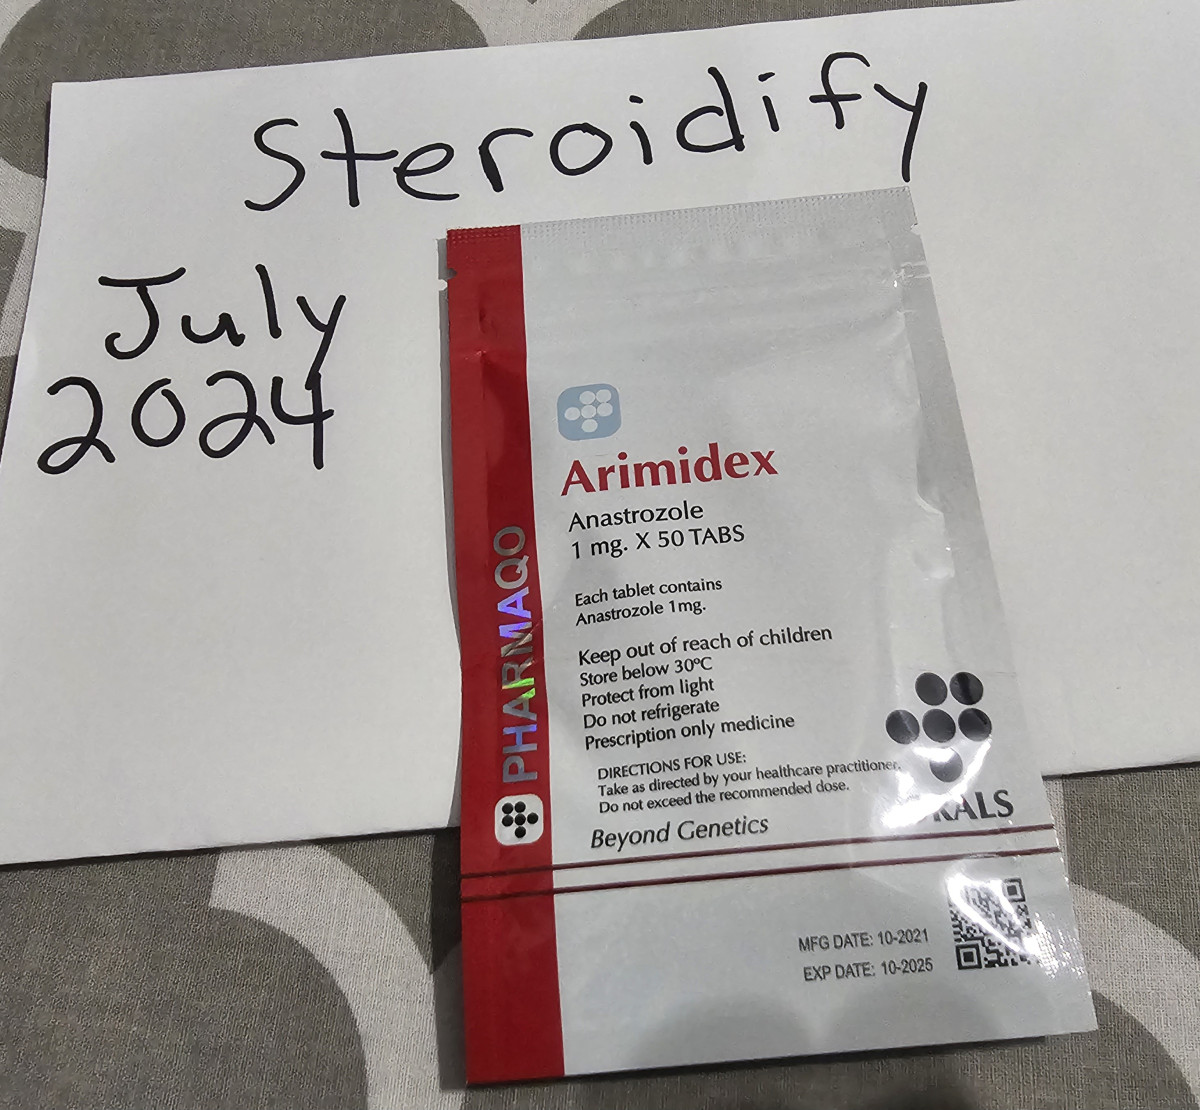 Steroidify
July
2024
Arimidex
Anastrozole
1 mg. X 50 TABS
Each tablet contains
Anastrozole 1mg.
Keep out of reach of children
Store below 30ºC
Protect from light
Do not refrigerate
Prescription only medicine
DIRECTIONS FOR USE:
Take as directed by your healthcare practitioner.
Do not exceed the recommended dose.
Beyond Genetics
PHARMAQO
MFG DATE: 10-2021
EXP DATE: 10-2025